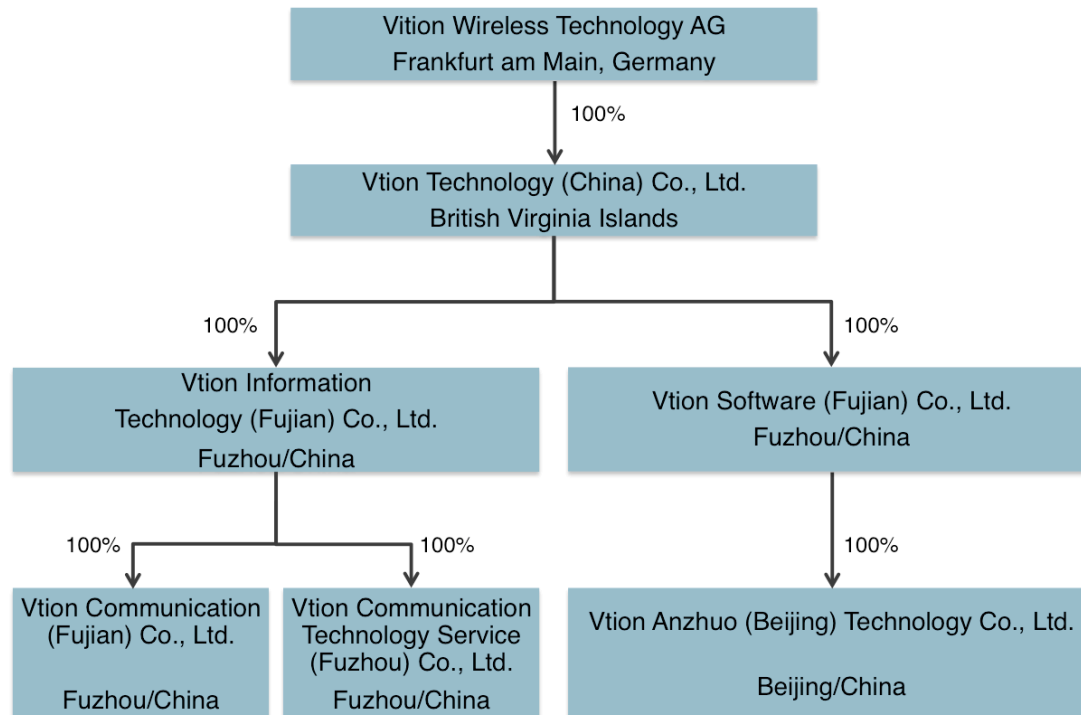 Vition Wireless Technology AG
Frankfurt am Main, Germany
100%
Vtion Technology (China) Co., Ltd.
British Virginia Islands
100%
100%
Vtion Information
Technology (Fujian) Co., Ltd.
Fuzhou/China
Vtion Software (Fujian) Co., Ltd.
Fuzhou/China
100%
100%
100%
Vtion Communication
(Fujian) Co., Ltd.
Fuzhou/China
Vtion Communication
Technology Service
(Fuzhou) Co., Ltd.
Fuzhou/China
Vtion Anzhuo (Beijing) Technology Co., Ltd.
Beijing/China